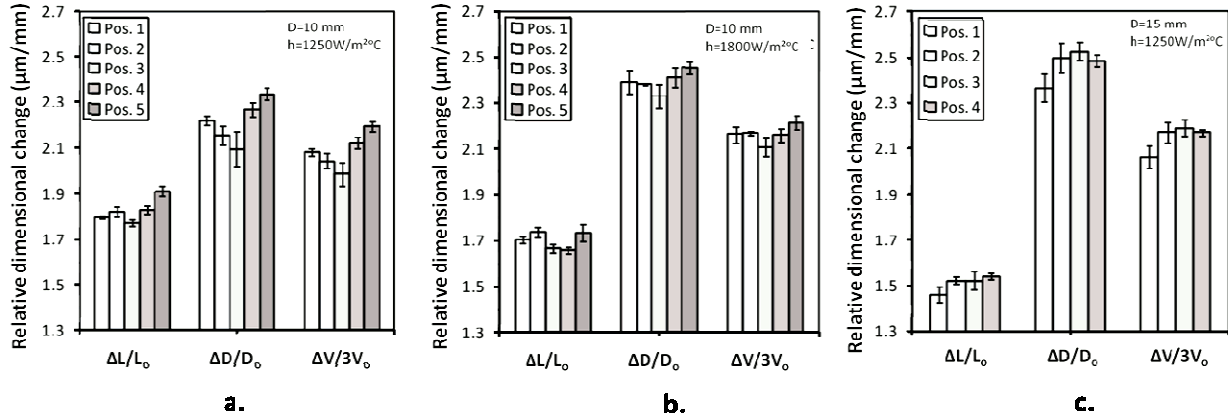 Relative dimensional change (µm/mm)
2.7
2.5
2.3
2.1
1.9
1.7
1.5
1.3
Pos. 1
Pos. 2
Pos. 3
Pos. 4
Pos. 5
D=10 mm
h=1250W/m²ºC
ΔL/Lₒ
ΔD/Dₒ
ΔV/3Vₒ
a.
Relative dimensional change (µm/mm)
2.7
2.5
2.3
2.1
1.9
1.7
1.5
1.3
Pos. 1
Pos. 2
Pos. 3
Pos. 4
Pos. 5
D=10 mm
h=1800W/m²ºC
ΔL/Lₒ
ΔD/Dₒ
ΔV/3Vₒ
b.
Relative dimensional change (µm/mm)
2.7
2.5
2.3
2.1
1.9
1.7
1.5
1.3
Pos. 1
Pos. 2
Pos. 3
Pos. 4
D=15 mm
h=1250W/m²ºC
ΔL/Lₒ
ΔD/Dₒ
ΔV/3Vₒ
c.